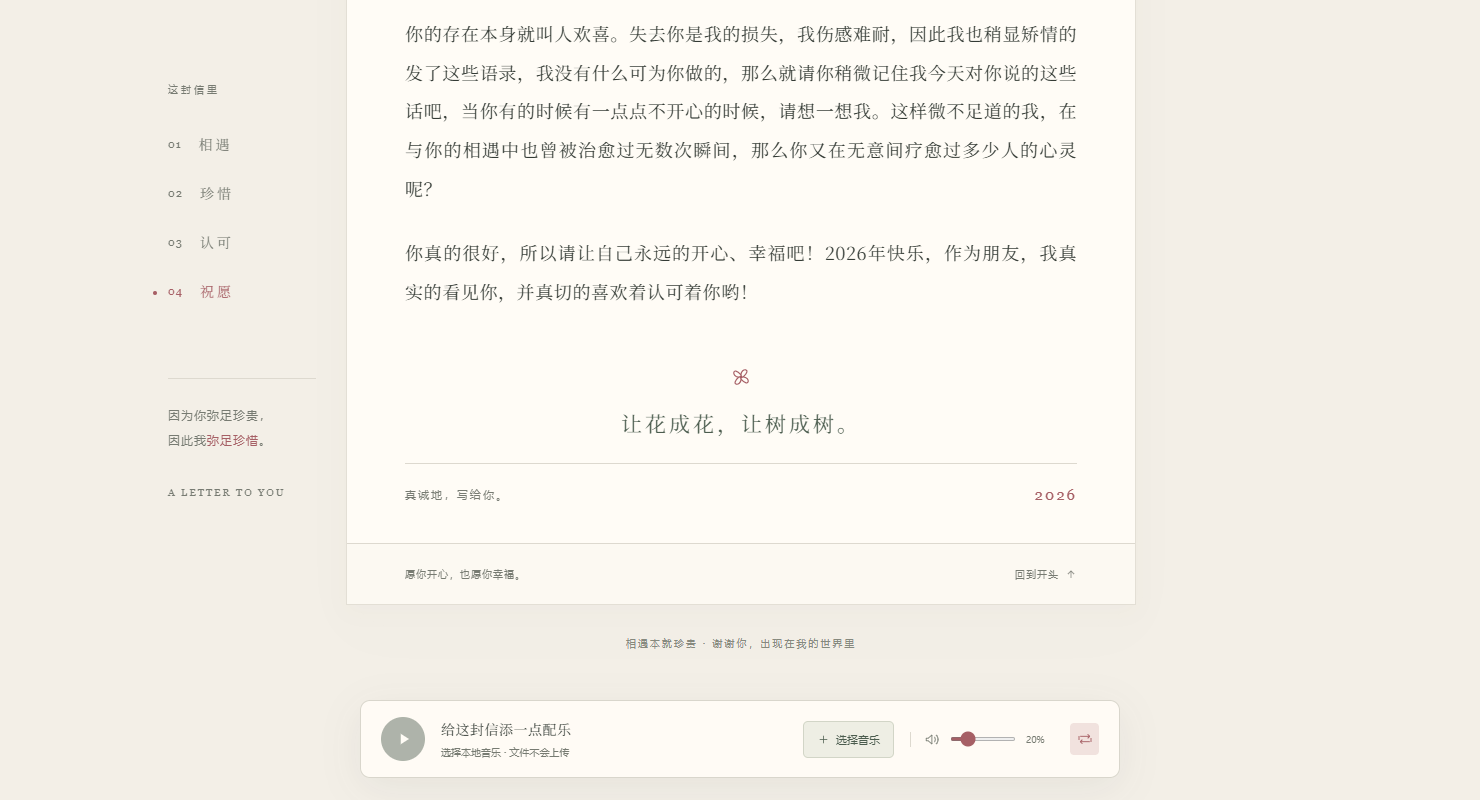 这封信里
01 相遇
02 珍惜
03 认可
04 祝愿
因为你弥足珍贵，
因此我弥足珍惜。
A LETTER TO YOU
你的存在本身就叫人欢喜。失去你是我的损失，我伤感难耐，因此我也稍显矫情的
发了这些语录，我没有什么可为你做的，那么就请你稍微记住我今天对你说的这些
话吧，当你有的时候有一点点不开心的时候，请想一想我。这样微不足道的我，在
与你的相遇中也曾被治愈过无数次瞬间，那么你又在无意间疗愈过多少人的心灵
呢？
你真的很好，所以请让自己永远的开心、幸福吧！2026年快乐，作为朋友，我真
实的看见你，并真切的喜欢着认可着你哟！
让花成花，让树成树。
真诚地，写给你。
2026
愿你开心，也愿你幸福。
回到开头 ↑
相遇本就珍贵 · 谢谢你，出现在我的世界里
给这封信添一点配乐
选择本地音乐 · 文件不会上传
＋ 选择音乐
20%